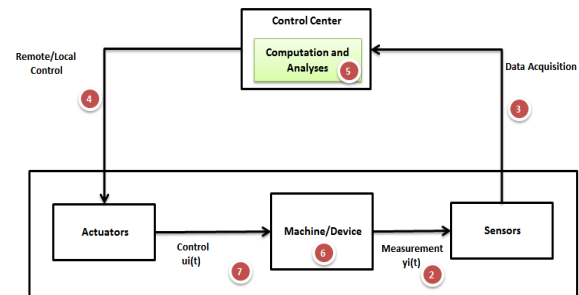 Control Center
Computation and
Analyses
5
Remote/Local
Control
4
Data Acquisition
3
Actuators
Control
ui(t)
7
Machine/Device
6
Measurement
yi(t)
2
Sensors